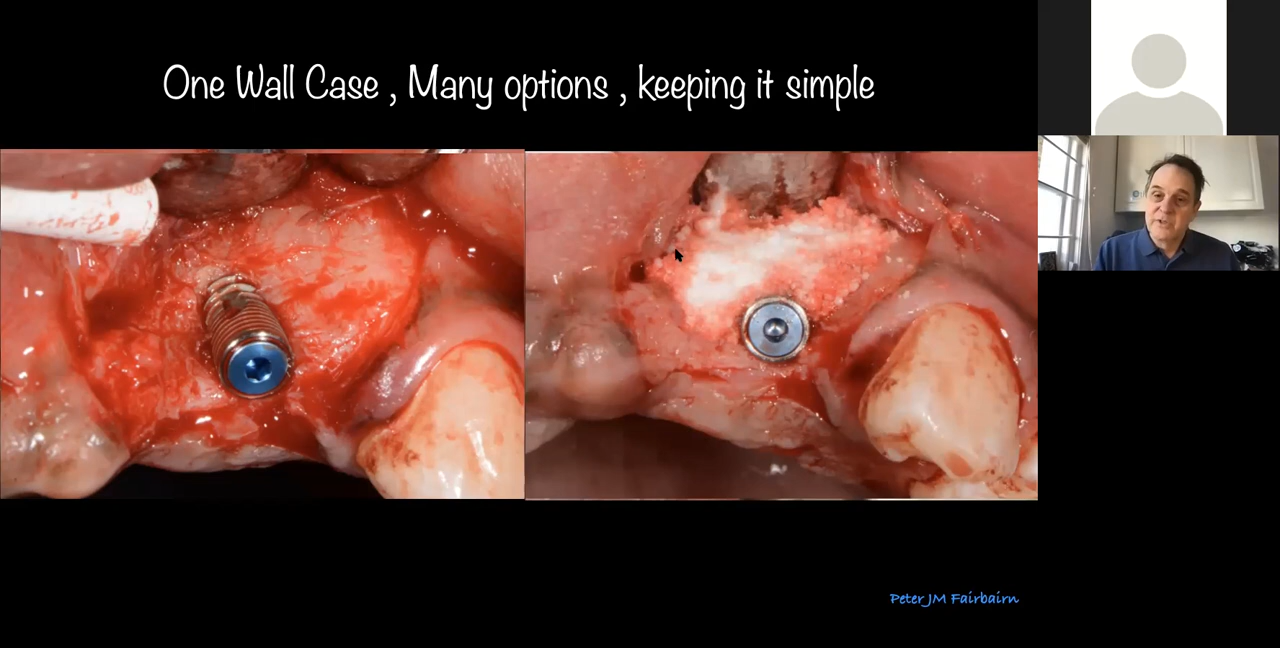 One Wall Case , Many options , keeping it simple
Peter JM Fairbairn